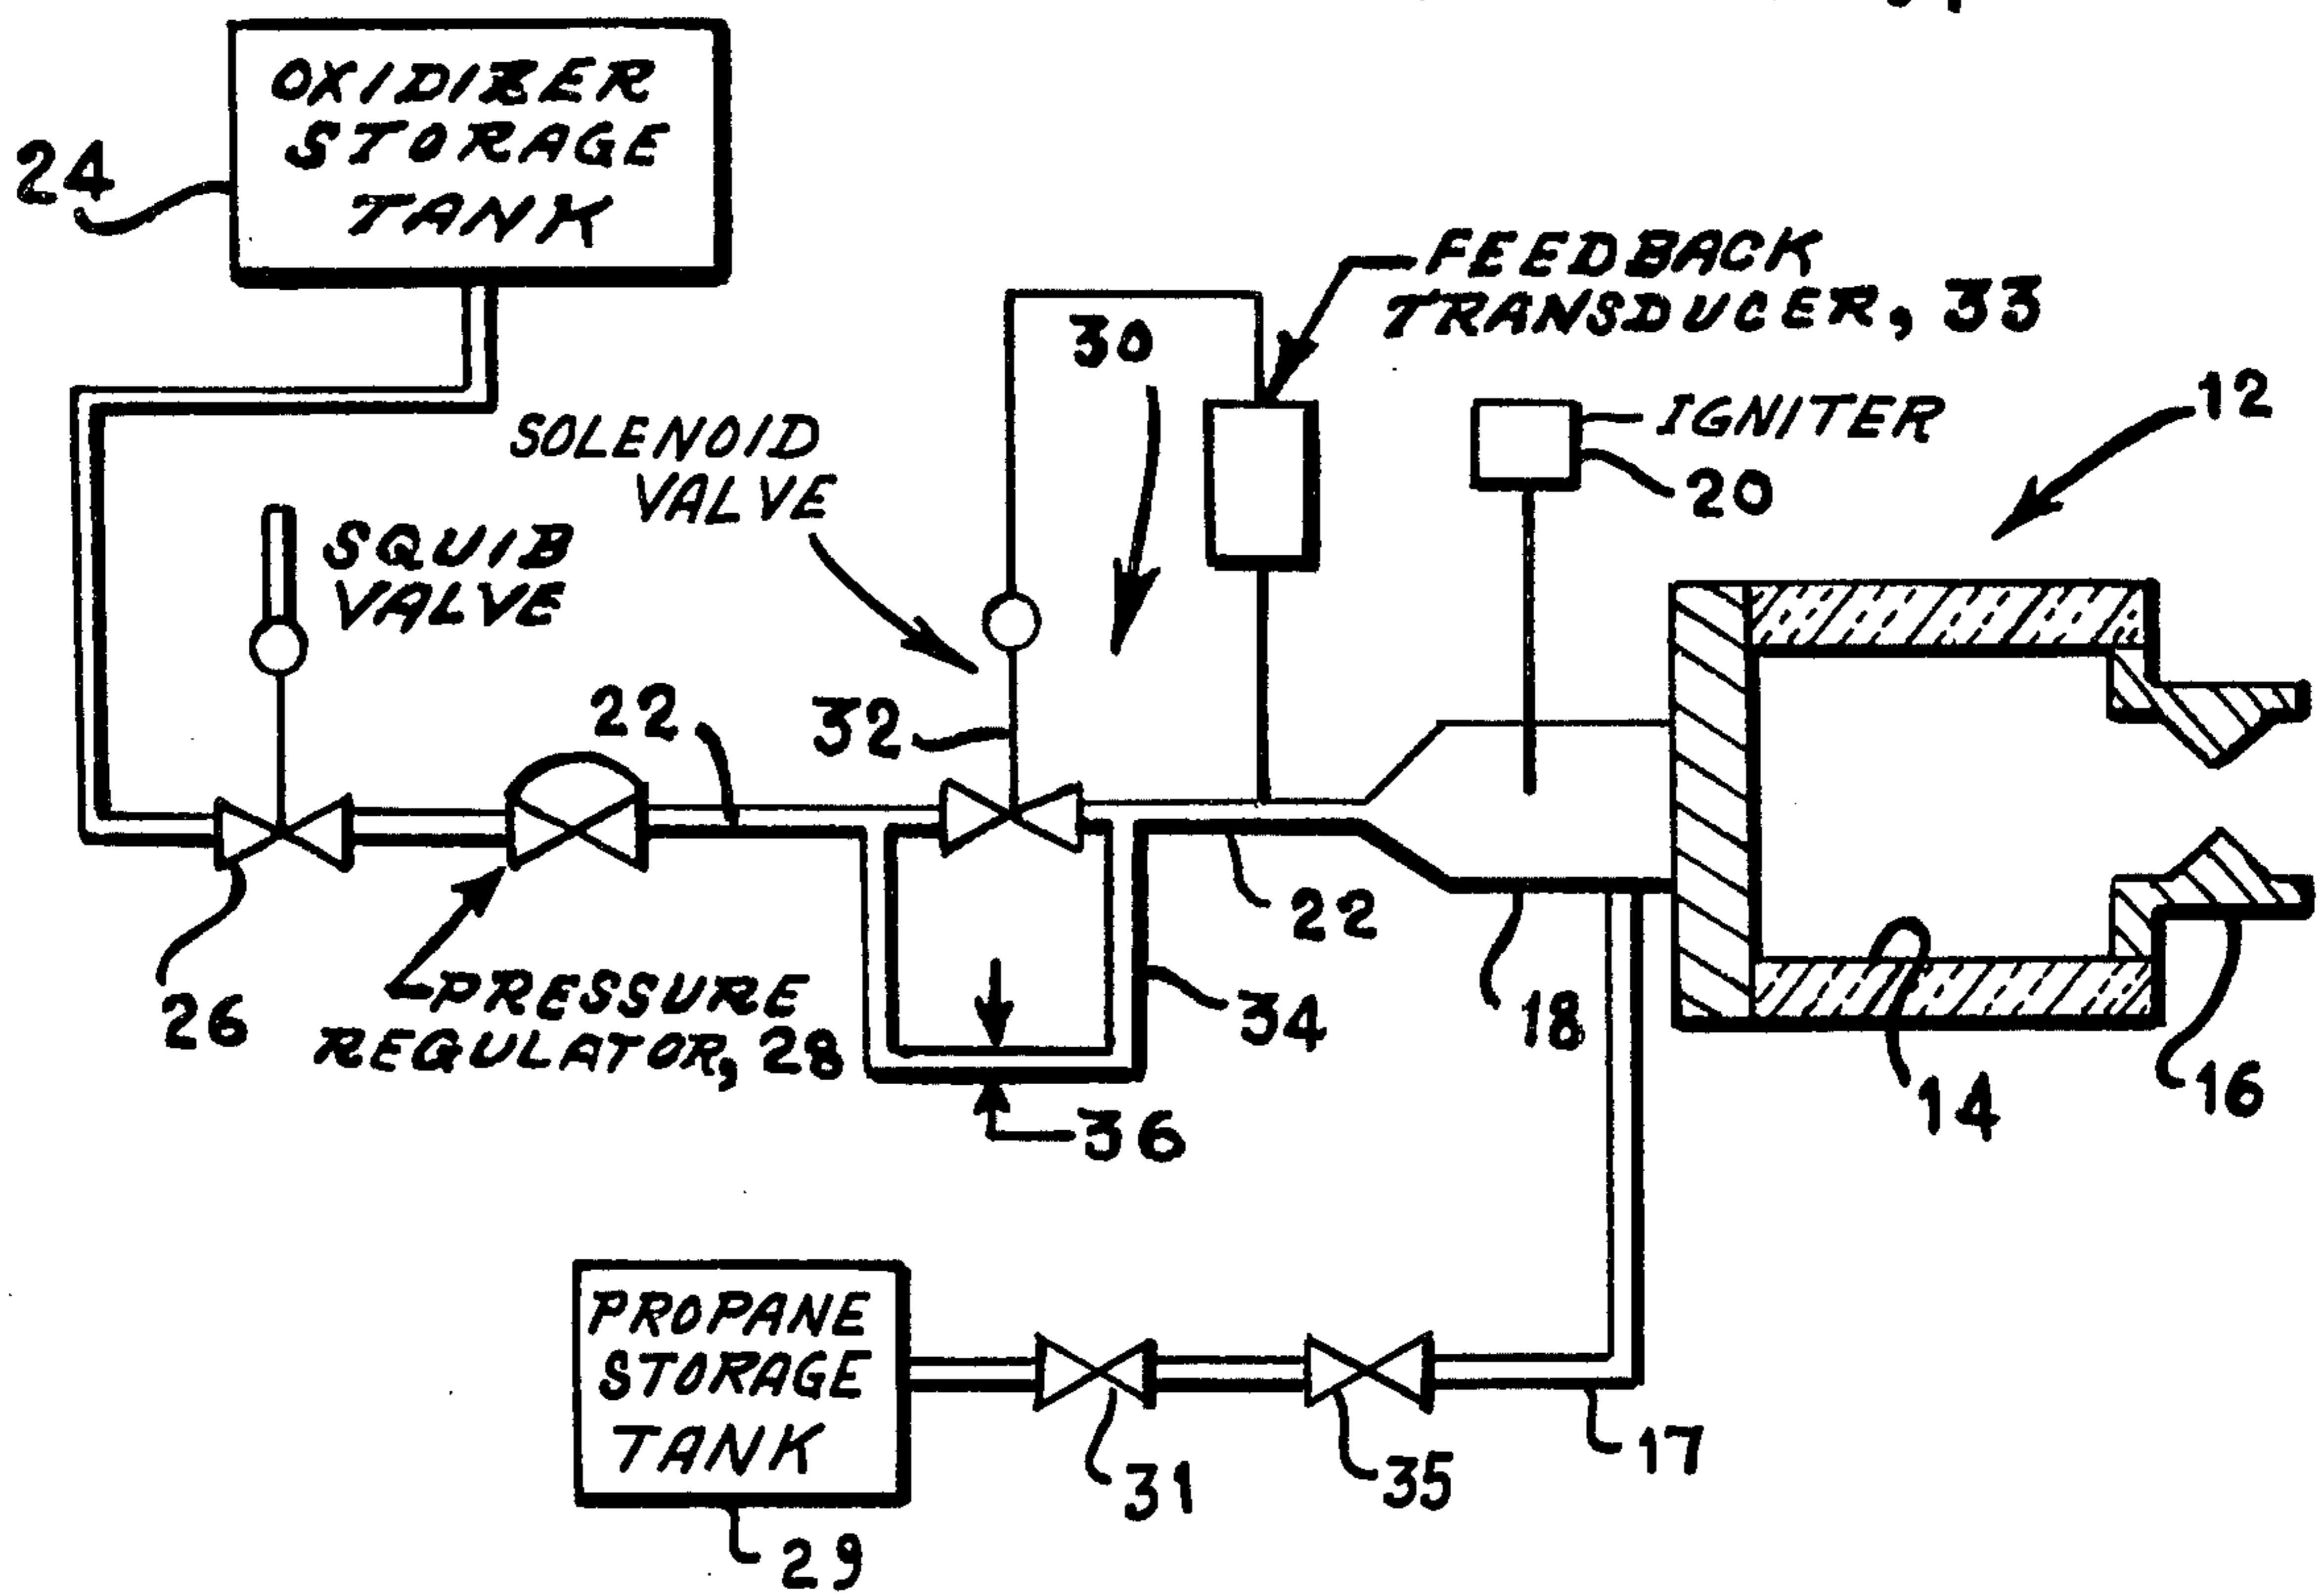 OXIDIZER
STORAGE
TANK
24
FEEDBACK
TRANSDUCER, 33
30
12
SOLENOID
VALVE
IGNITER
20
SQUIB
VALVE
22
32
22
26
PRESSURE
REGULATOR, 28
34
18
14
16
36
PROPANE
STORAGE
TANK
31
35
17
29